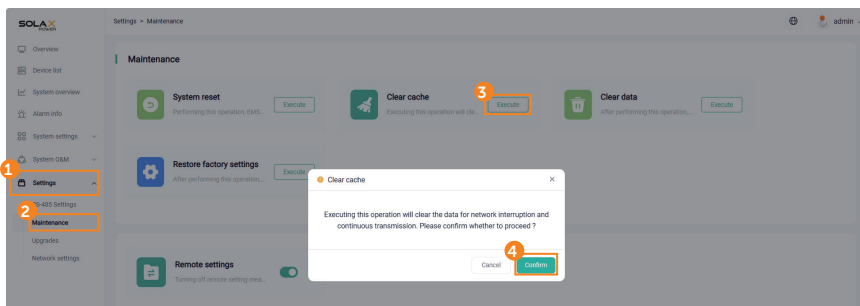 SOLAX
POWER
Settings > Maintenance
admin
Overview
Device list
System overview
Alarm info
System settings
System O&M
1
Settings
RS-485 Settings
2
Maintenance
Upgrades
Network settings
Maintenance
System reset
Performing this operation, EMS...
Execute
Clear cache
Executing this operation will cle...
3
Execute
Clear data
After performing this operation,...
Execute
Restore factory settings
After performing this operation,...
Execute
Clear cache
Executing this operation will clear the data for network interruption and
continuous transmission. Please confirm whether to proceed ?
4
Cancel
Confirm
Remote settings
Turning off remote setting mea...